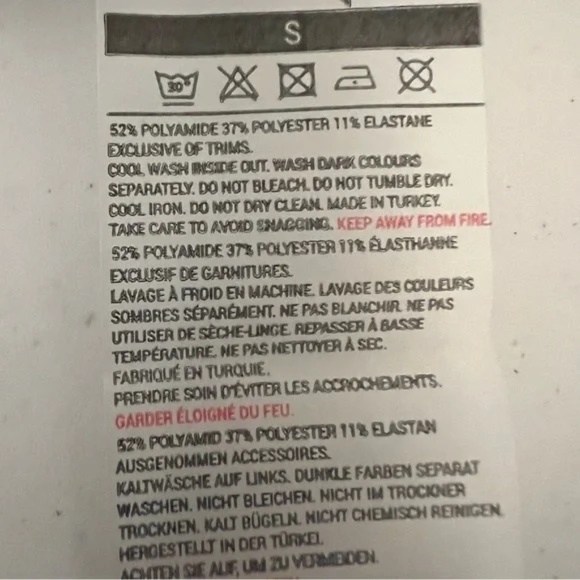 S
30°
52% POLYAMIDE 37% POLYESTER 11% ELASTANE
EXCLUSIVE OF TRIMS.
COOL WASH INSIDE OUT. WASH DARK COLOURS
SEPARATELY. DO NOT BLEACH. DO NOT TUMBLE DRY.
COOL IRON. DO NOT DRY CLEAN. MADE IN TURKEY.
TAKE CARE TO AVOID SNAGGING. KEEP AWAY FROM FIRE.
52% POLYAMIDE 37% POLYESTER 11% ÉLASTHANNE
EXCLUSIF DE GARNITURES.
LAVAGE À FROID EN MACHINE. LAVAGE DES COULEURS
SOMBRES SÉPARÉMENT. NE PAS BLANCHIR. NE PAS
UTILISER DE SÈCHE-LINGE. REPASSER À BASSE
TEMPÉRATURE. NE PAS NETTOYER À SEC.
FABRIQUÉ EN TURQUIE.
PRENDRE SOIN D'ÉVITER LES ACCROCHEMENTS.
GARDER ÉLOIGNÉ DU FEU.
52% POLYAMID 37% POLYESTER 11% ELASTAN
AUSGENOMMEN ACCESSOIRES.
KALTWÄSCHE AUF LINKS. DUNKLE FARBEN SEPARAT
WASCHEN. NICHT BLEICHEN. NICHT IM TROCKNER
TROCKNEN. KALT BÜGELN. NICHT CHEMISCH REINIGEN.
HERGESTELLT IN DER TÜRKEI.
ACHTEN SIE AUF, UM ZU VERMEIDEN.